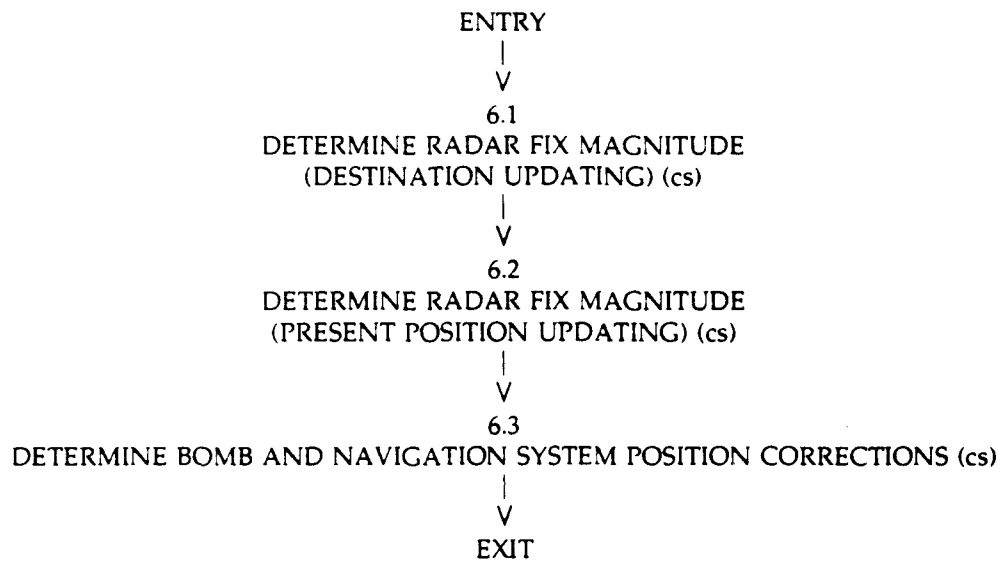 ENTRY
6.1
DETERMINE RADAR FIX MAGNITUDE
(DESTINATION UPDATING) (cs)
6.2
DETERMINE RADAR FIX MAGNITUDE
(PRESENT POSITION UPDATING) (cs)
6.3
DETERMINE BOMB AND NAVIGATION SYSTEM POSITION CORRECTIONS (cs)
EXIT